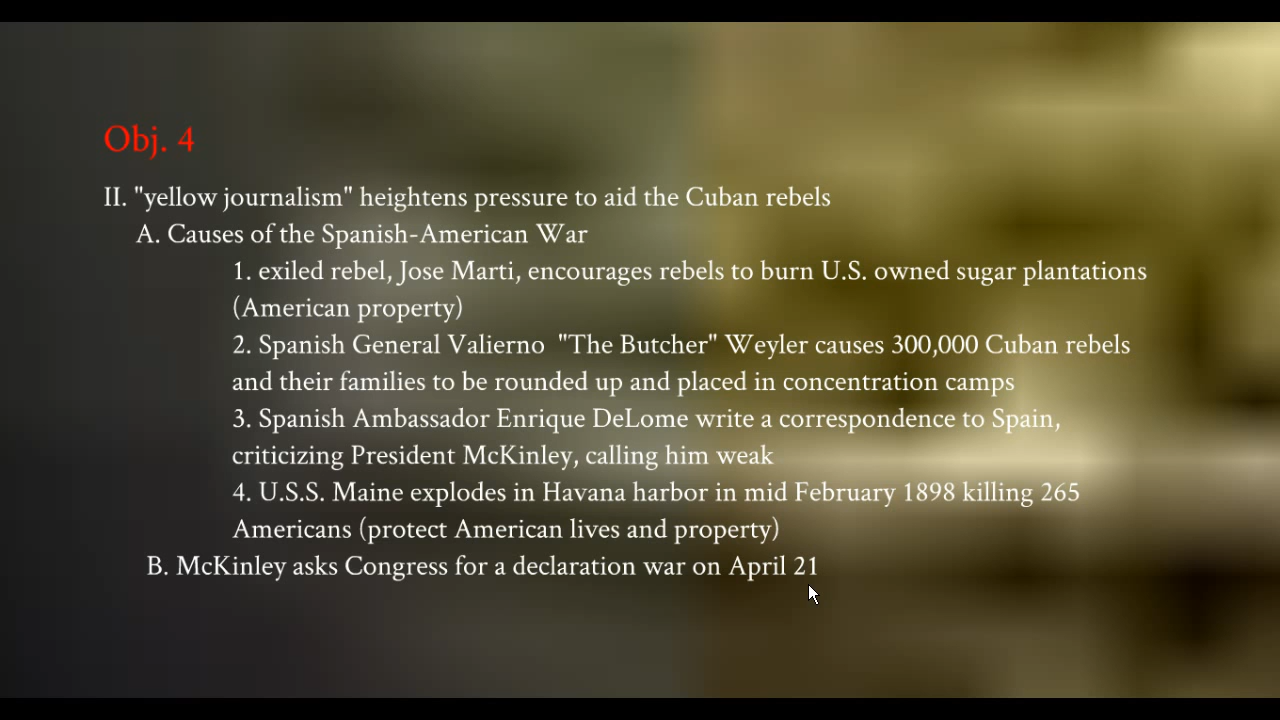 Obj. 4
II. "yellow journalism" heightens pressure to aid the Cuban rebels
A. Causes of the Spanish-American War
1. exiled rebel, Jose Marti, encourages rebels to burn U.S. owned sugar plantations
(American property)
2. Spanish General Valierno "The Butcher" Weyler causes 300,000 Cuban rebels
and their families to be rounded up and placed in concentration camps
3. Spanish Ambassador Enrique DeLome write a correspondence to Spain,
criticizing President McKinley, calling him weak
4. U.S.S. Maine explodes in Havana harbor in mid February 1898 killing 265
Americans (protect American lives and property)
B. McKinley asks Congress for a declaration war on April 21